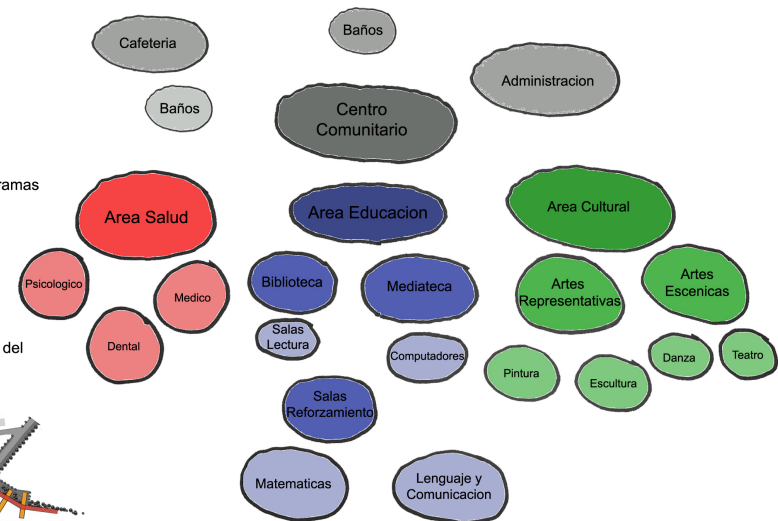 Cafeteria
Baños
Administracion
Baños
Centro
Comunitario
ramas
Area Salud
Area Educacion
Area Cultural
Psicologico
Medico
Dental
Biblioteca
Mediateca
Salas
Lectura
Computadores
Salas
Reforzamiento
Matematicas
Lenguaje y
Comunicacion
Artes
Representativas
Artes
Escenicas
Pintura
Escultura
Danza
Teatro
del